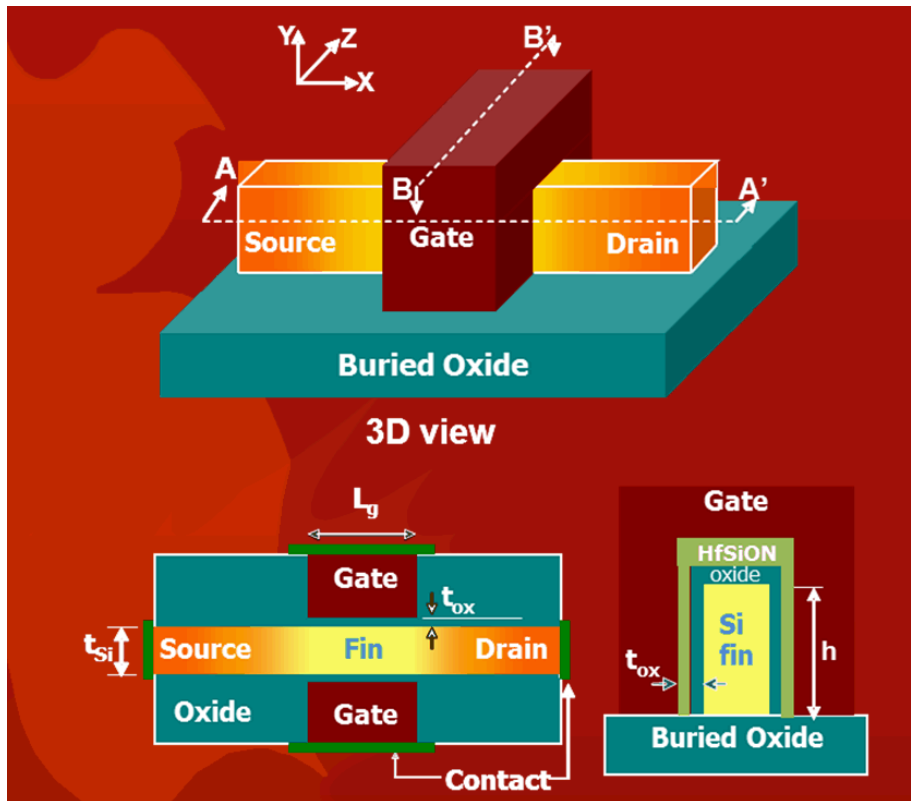 Y
Z
X
B'
A
B
A'
Source
Gate
Drain
Buried Oxide
3D view
Lg
Gate
tox
tSi
Source
Fin
Drain
Oxide
Gate
Contact
Gate
HfSiON
oxide
Si
fin
h
tox
Buried Oxide